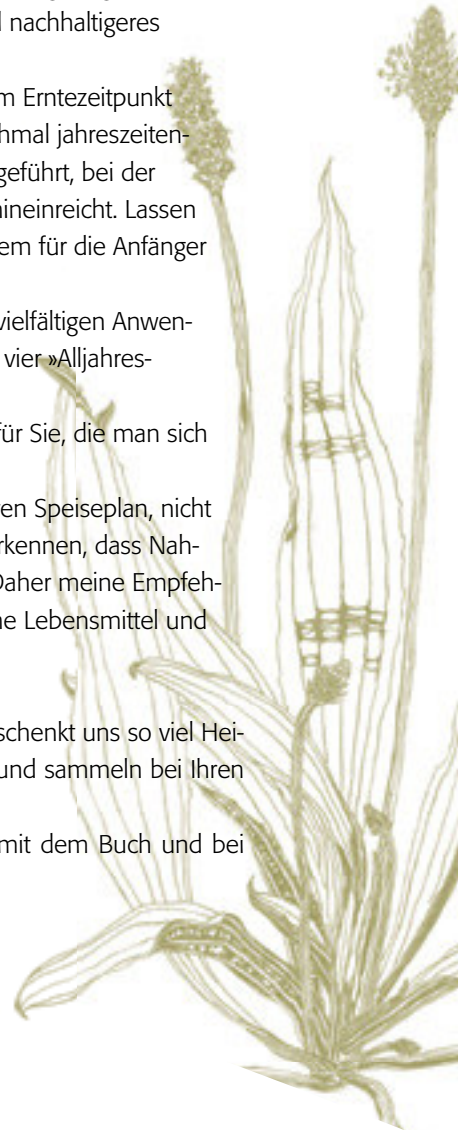 l nachhaltigeres
m Erntezeitpunkt
hmal jahreszeiten-
geführt, bei der
nineinreicht. Lassen
em für die Anfänger
vielfältigen Anwen-
vier »Alljahres-
für Sie, die man sich
en Speiseplan, nicht
rkennen, dass Nah-
Daher meine Empfeh-
ne Lebensmittel und
schenkt uns so viel Hei-
und sammeln bei Ihren
mit dem Buch und bei